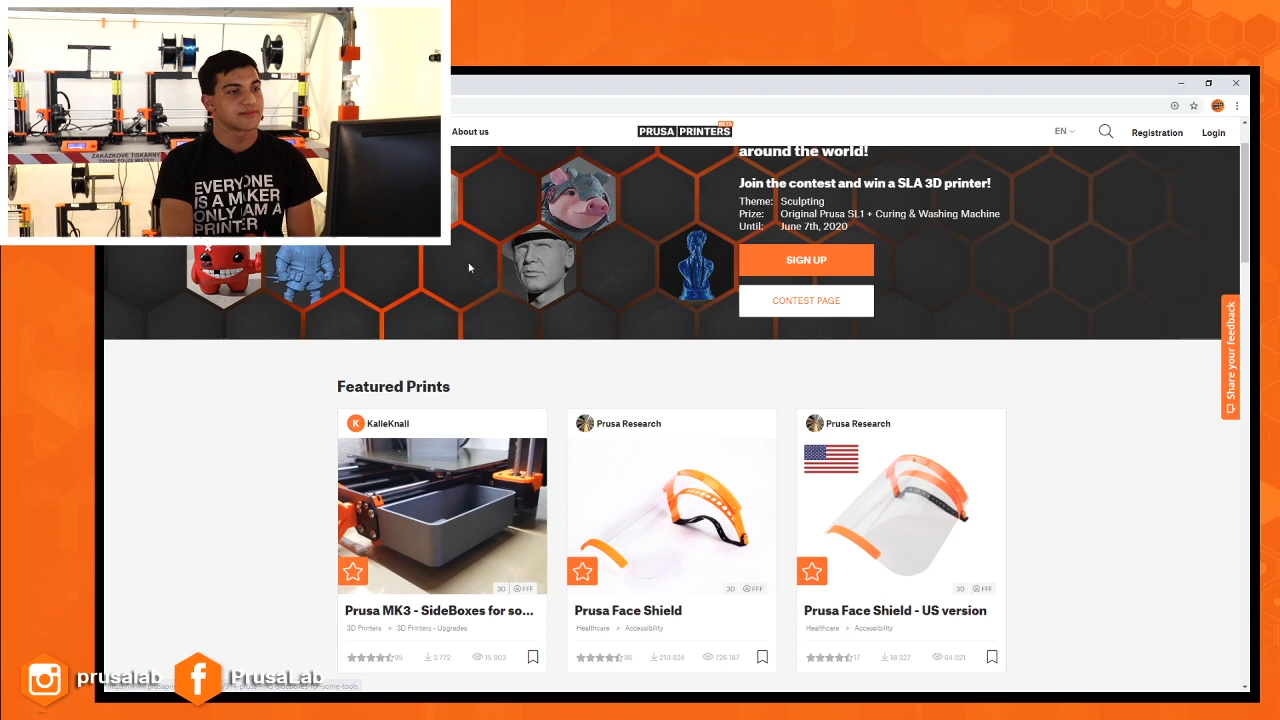 ZAKÁZKOVÉ TISKÁRNY
EVERYONE
IS A MAKER
ONLY I AM A
PRINTER
About us
PRUSA PRINTERS
BETA
EN
Registration
Login
around the world!
Join the contest and win a SLA 3D printer!
Theme: Sculpting
Prize: Original Prusa SL1 + Curing & Washing Machine
Until: June 7th, 2020
SIGN UP
CONTEST PAGE
Share your feedback
Featured Prints
K KalleKnall
3D FFF
Prusa MK3 - SideBoxes for so...
3D Printers > 3D Printers - Upgrades
95 3 772 15 803
Prusa Research
3D FFF
Prusa Face Shield
Healthcare > Accessibility
86 210 824 726 187
Prusa Research
3D FFF
Prusa Face Shield - US version
Healthcare > Accessibility
17 18 327 64 021
prusalab
PrusaLab